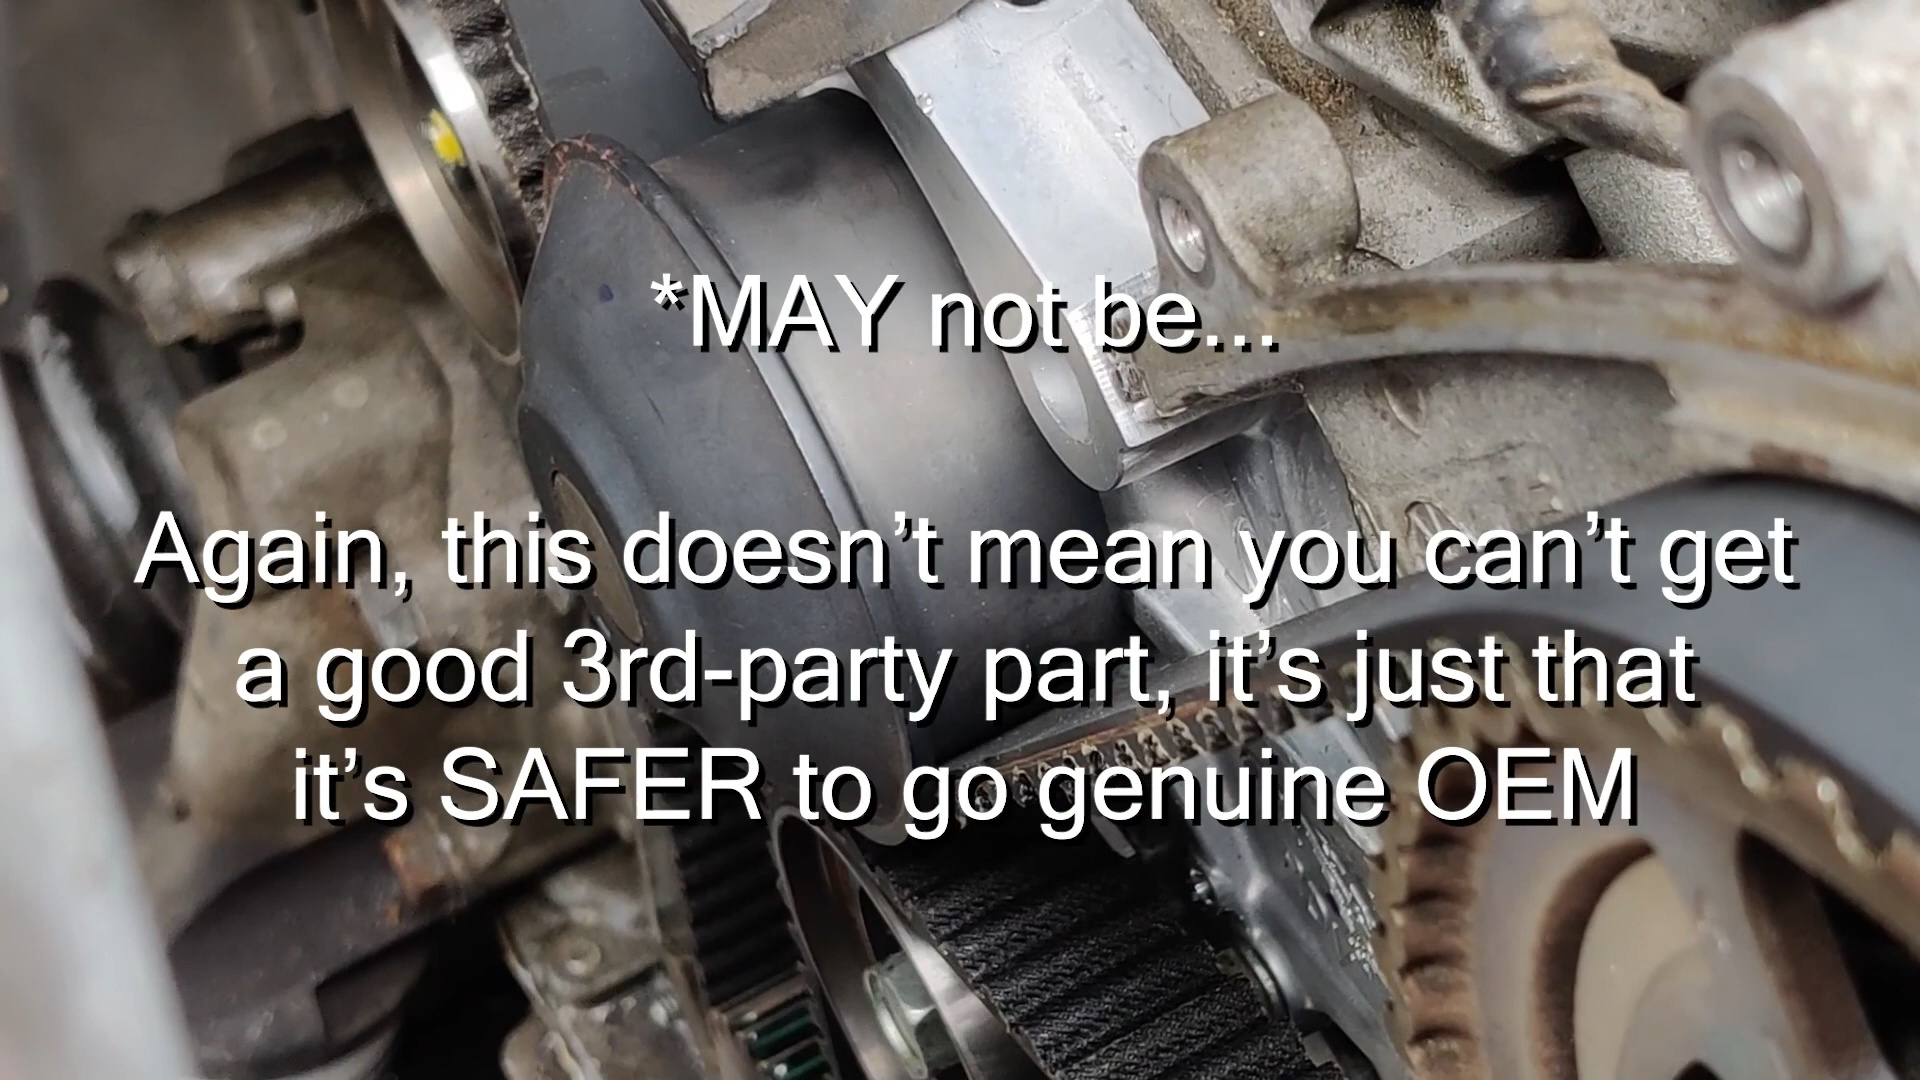 *MAY not be...
Again, this doesn’t mean you can’t get
a good 3rd-party part, it’s just that
it’s SAFER to go genuine OEM